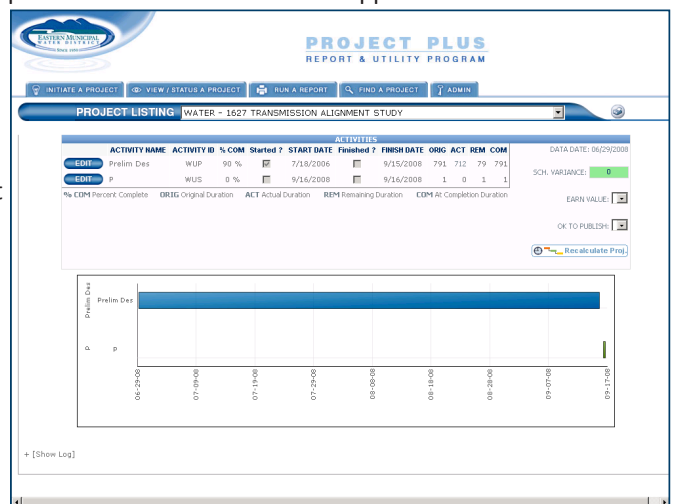 EASTERN MUNICIPAL
WATER DISTRICT
SINCE 1950
PROJECT PLUS
REPORT & UTILITY PROGRAM
INITIATE A PROJECT
VIEW / STATUS A PROJECT
RUN A REPORT
FIND A PROJECT
ADMIN
PROJECT LISTING WATER - 1627 TRANSMISSION ALIGNMENT STUDY
ACTIVITIES
ACTIVITY NAME ACTIVITY ID % COM Started ? START DATE Finished ? FINISH DATE ORIG ACT REM COM
EDIT Prelim Des WUP 90 % 7/18/2006 9/15/2008 791 712 79 791
EDIT P WUS 0 % 9/16/2008 9/16/2008 1 0 1 1
% COM Percent Complete ORIG Original Duration ACT Actual Duration REM Remaining Duration COM At Completion Duration
DATA DATE: 06/29/2008
SCH. VARIANCE: 0
EARN VALUE:
OK TO PUBLISH:
Recalculate Proj.
Prelim Des
Prelim Des
P
P
06-29-08
07-09-08
07-19-08
07-29-08
08-08-08
08-18-08
08-28-08
09-07-08
09-17-08
+ [Show Log]